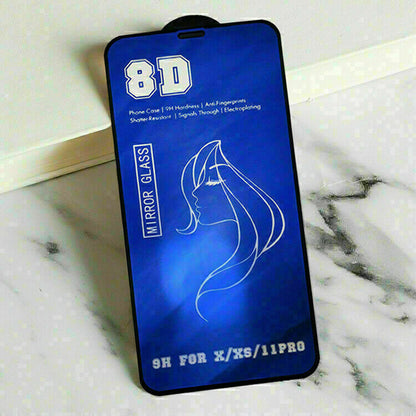 8D
Phone Case | 9H Hardness | Anti-Fingerprints
Shatter-Resistant | Signals Through | Electroplating
MIRROR GLASS
9H FOR X/XS/11PRO